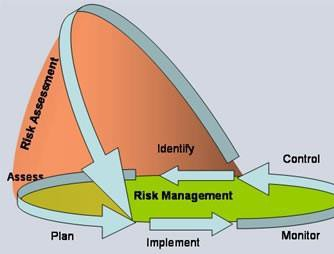 Risk Assessment
Identify
Control
Assess
Risk Management
Plan
Implement
Monitor